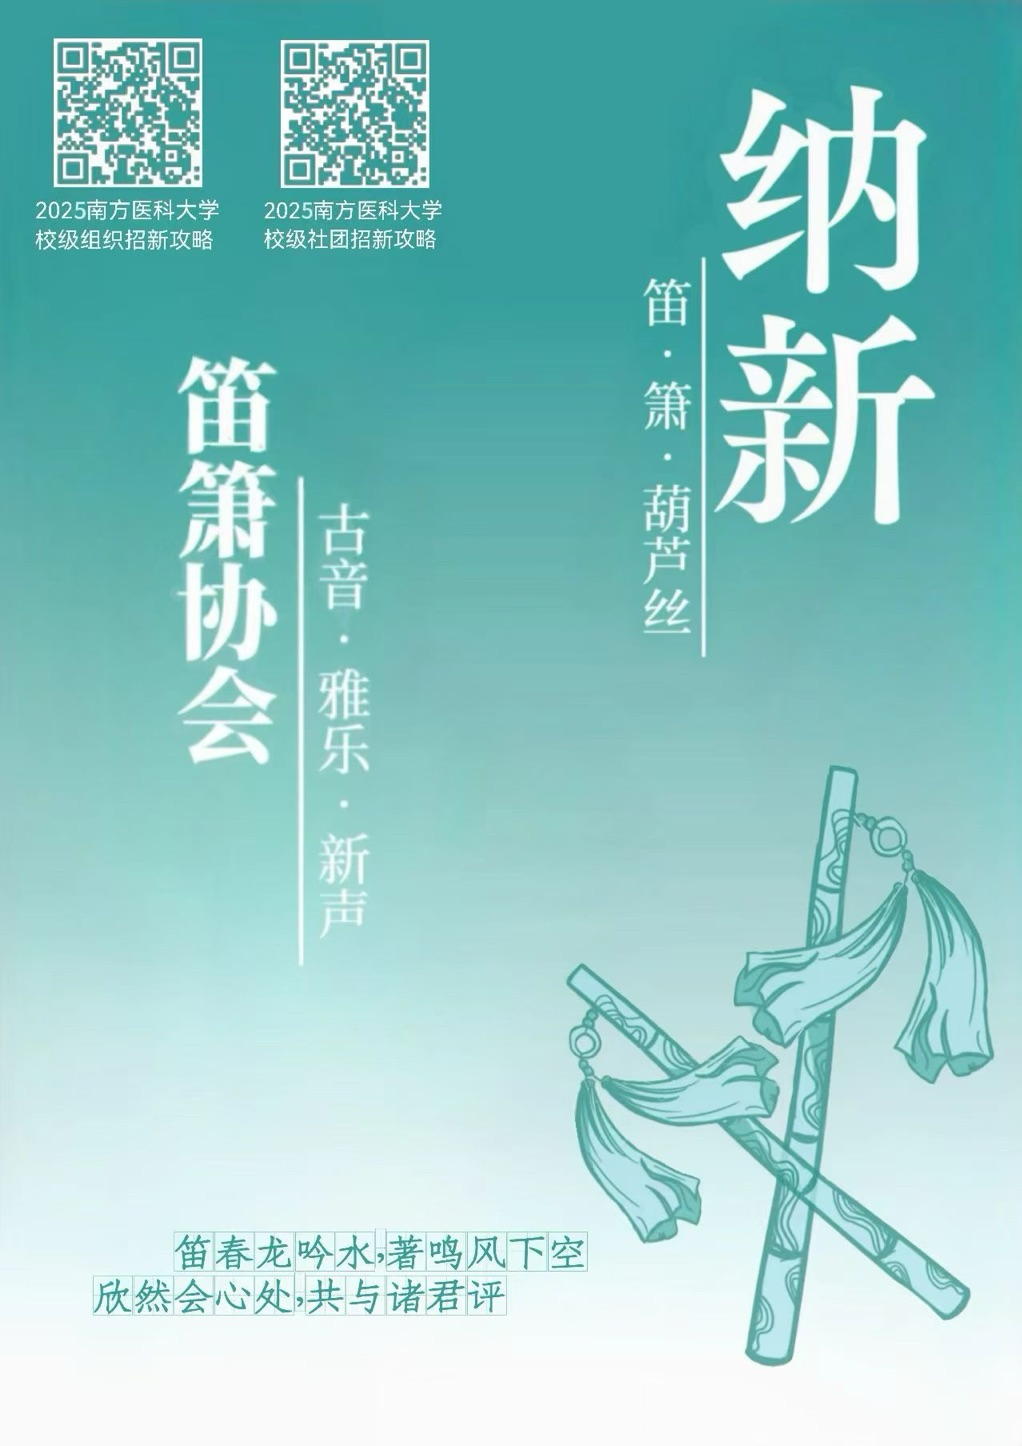 2025南方医科大学
校级组织招新攻略
2025南方医科大学
校级社团招新攻略
纳新
笛·箫·葫芦丝
笛箫协会
古音·雅乐·新声
笛春龙吟水,著鸣风下空
欣然会心处,共与诸君评